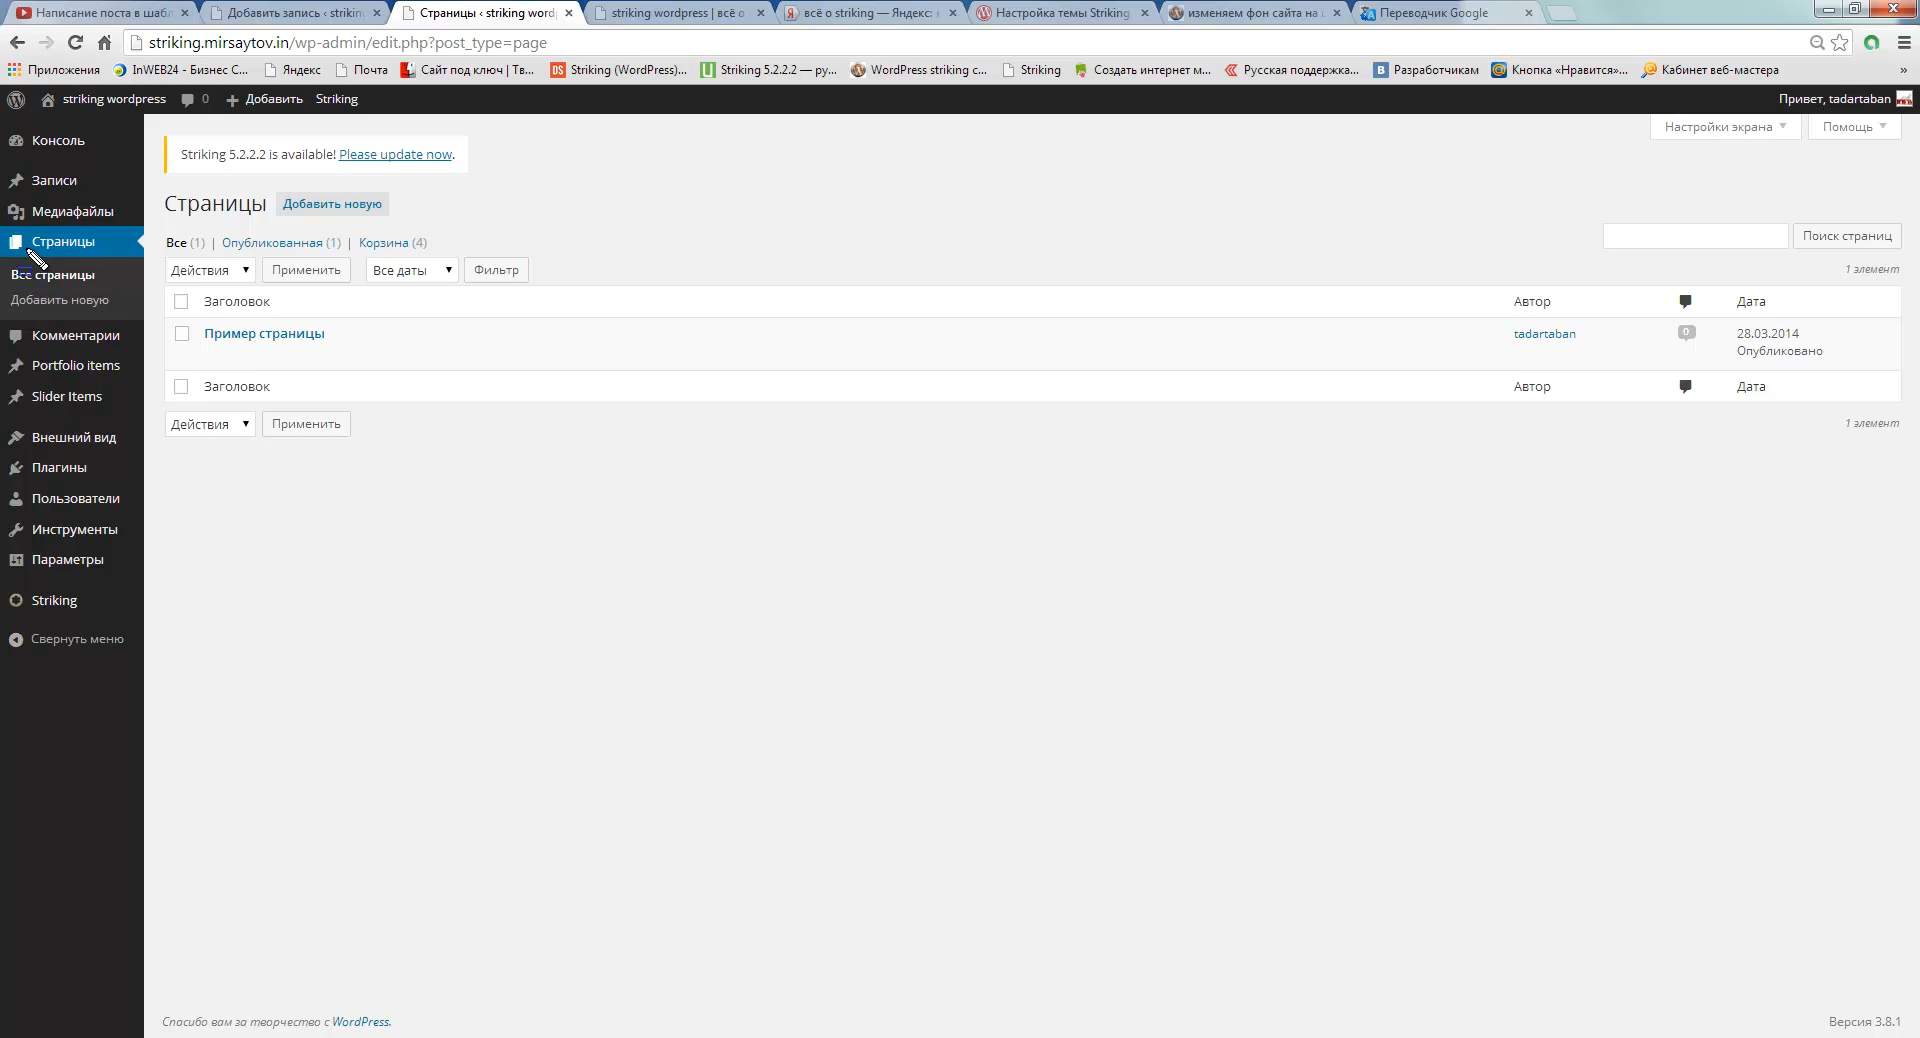 Написание поста в шабл
Добавить запись ‹ strikin
Страницы ‹ striking word
striking wordpress | всё о
всё о striking — Яндекс:
Настройка темы Striking
изменяем фон сайта на
Переводчик Google
striking.mirsaytov.in/wp-admin/edit.php?post_type=page
Приложения
InWEB24 - Бизнес С...
Яндекс
Почта
Сайт под ключ | Тв...
Striking (WordPress)...
Striking 5.2.2.2 — ру...
WordPress striking с...
Striking
Создать интернет м...
Русская поддержка...
Разработчикам
Кнопка «Нравится»...
Кабинет веб-мастера
»
striking wordpress
0
Добавить
Striking
Привет, tadartaban
Настройки экрана
Помощь
Консоль
Записи
Медиафайлы
Страницы
Все страницы
Добавить новую
Комментарии
Portfolio items
Slider Items
Внешний вид
Плагины
Пользователи
Инструменты
Параметры
Striking
Свернуть меню
Striking 5.2.2.2 is available! Please update now.
Страницы Добавить новую
Все (1) | Опубликованная (1) | Корзина (4)
Поиск страниц
Действия Применить Все даты Фильтр
1 элемент
Заголовок Автор Дата
Пример страницы tadartaban 0 28.03.2014
Опубликовано
Заголовок Автор Дата
Действия Применить
1 элемент
Спасибо вам за творчество с WordPress.
Версия 3.8.1